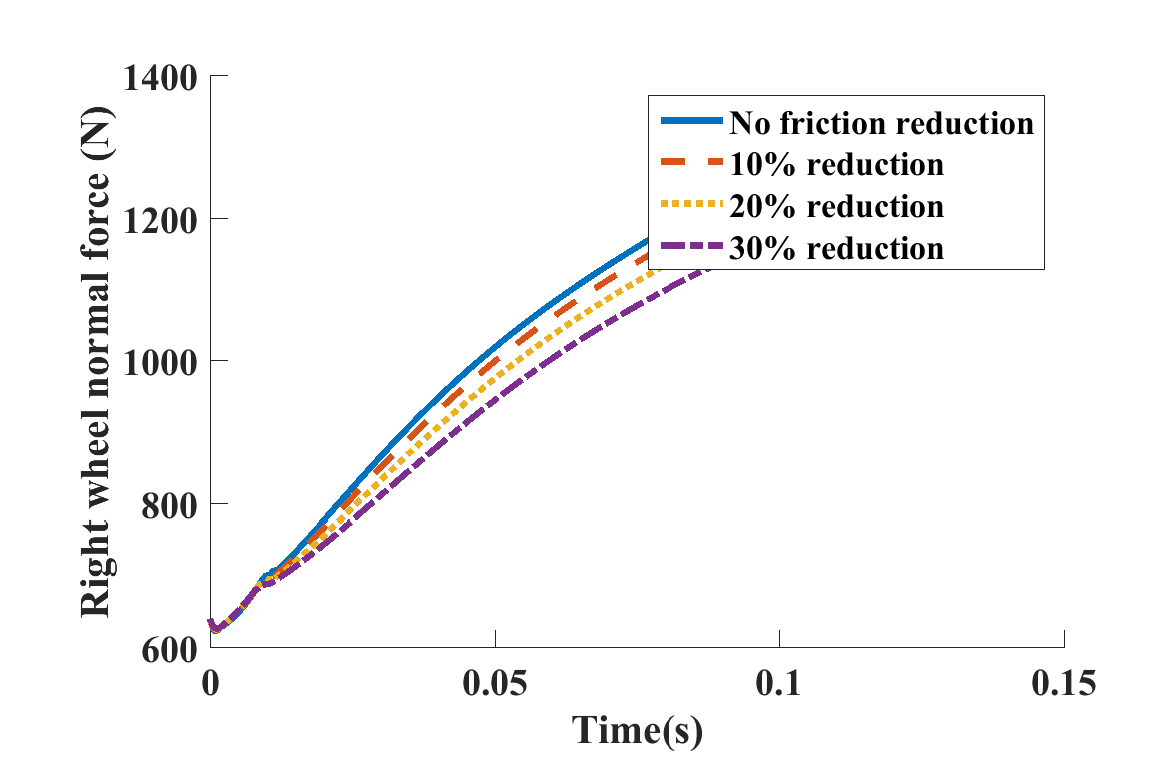 1400
1200
1000
800
600
0
0.05
0.1
0.15
Time(s)
Right wheel normal force (N)
No friction reduction
10% reduction
20% reduction
30% reduction